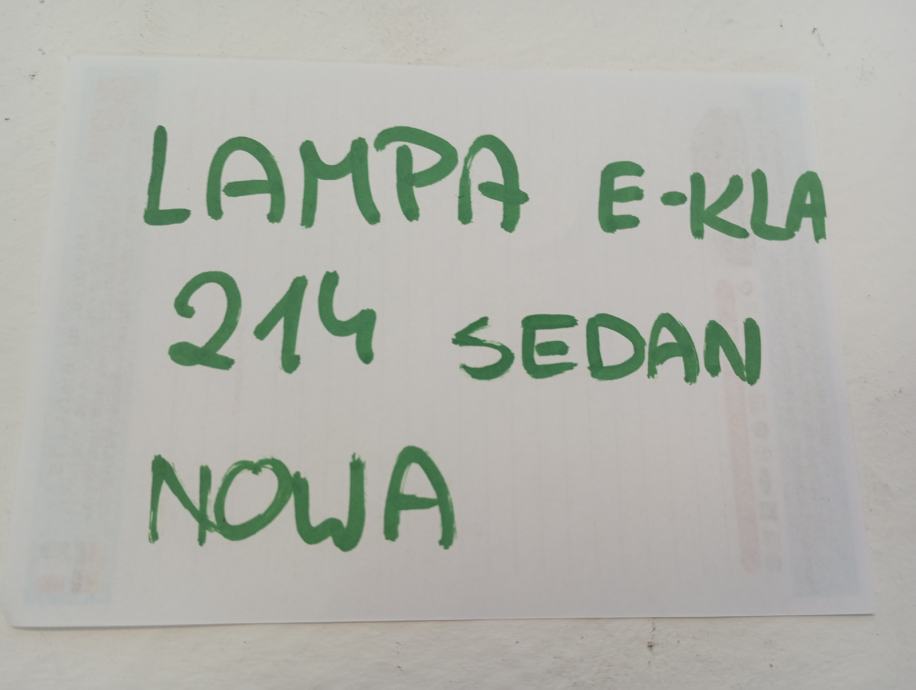 LAMPA E-KLA
214 SEDAN
NOWA